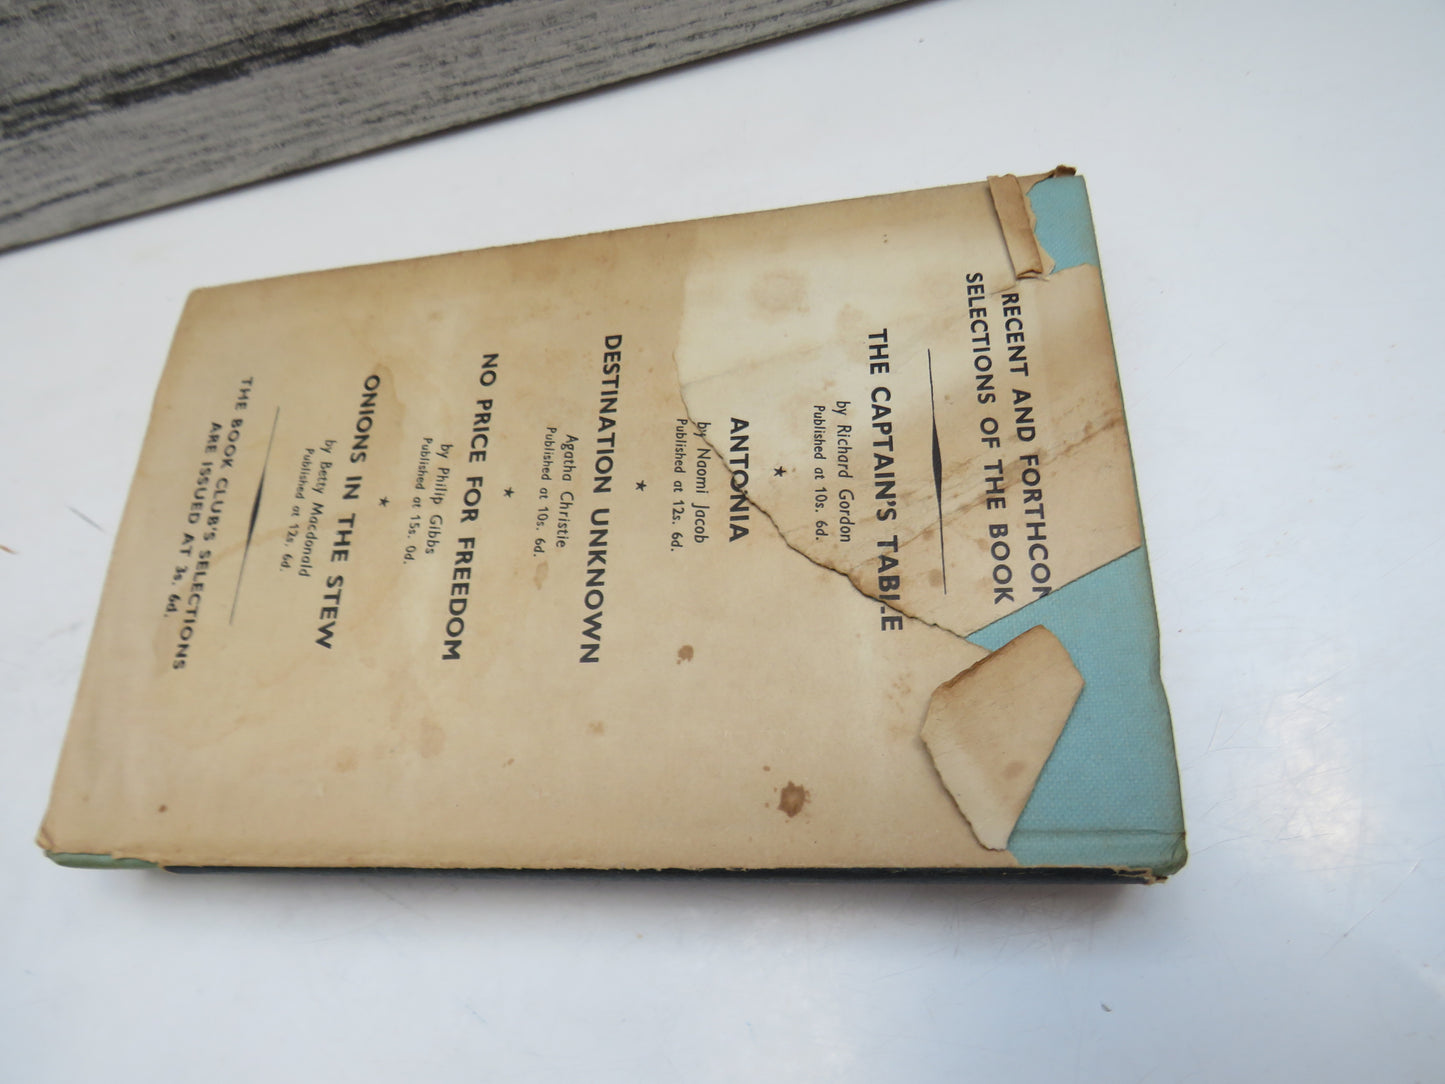 RECENT AND FORTHCOM
SELECTIONS OF THE BOOK
THE CAPTAIN'S TABLE
by Richard Gordon
Published at 10s. 6d.
★
ANTONIA
by Naomi Jacob
Published at 12s. 6d.
★
DESTINATION UNKNOWN
Agatha Christie
Published at 10s. 6d.
★
NO PRICE FOR FREEDOM
by Philip Gibbs
Published at 15s. 0d.
★
ONIONS IN THE STEW
by Betty Macdonald
Published at 12s. 6d.
THE BOOK CLUB'S SELECTIONS
ARE ISSUED AT 3s. 6d.